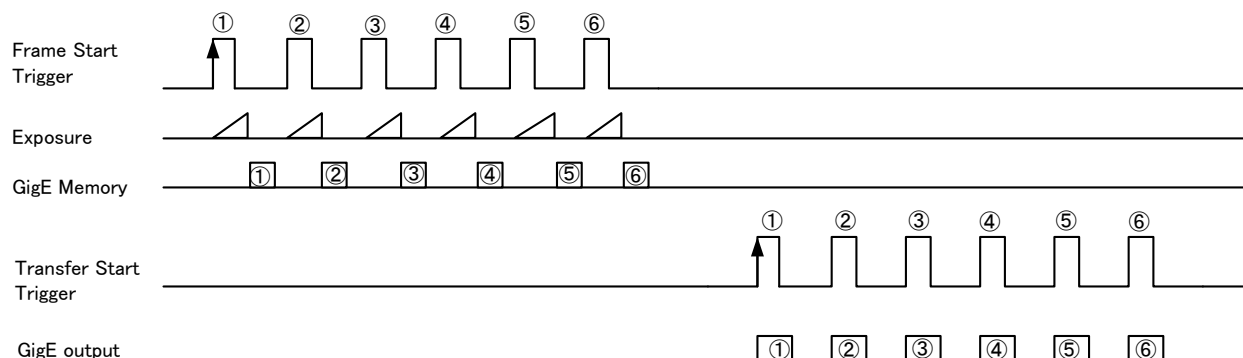 ① ② ③ ④ ⑤ ⑥
Frame Start
Trigger
Exposure
GigE Memory
① ② ③ ④ ⑤ ⑥
① ② ③ ④ ⑤ ⑥
Transfer Start
Trigger
GigE output
① ② ③ ④ ⑤ ⑥